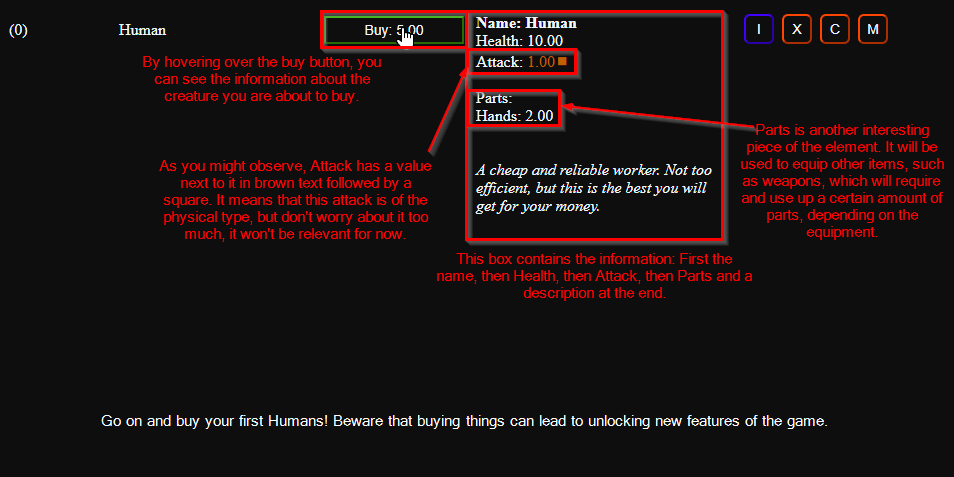 (0) Human Buy: 5.00
Name: Human
Health: 10.00
Attack: 1.00
Parts:
Hands: 2.00
A cheap and reliable worker. Not too
efficient, but this is the best you will
get for your money.
I X C M
By hovering over the buy button, you
can see the information about the
creature you are about to buy.
As you might observe, Attack has a value
next to it in brown text followed by a
square. It means that this attack is of the
physical type, but don't worry about it too
much, it won't be relevant for now.
Parts is another interesting
piece of the element. It will be
used to equip other items, such
as weapons, which will require
and use up a certain amount of
parts, depending on the
equipment.
This box contains the information: First the
name, then Health, then Attack, then Parts and a
description at the end.
Go on and buy your first Humans! Beware that buying things can lead to unlocking new features of the game.